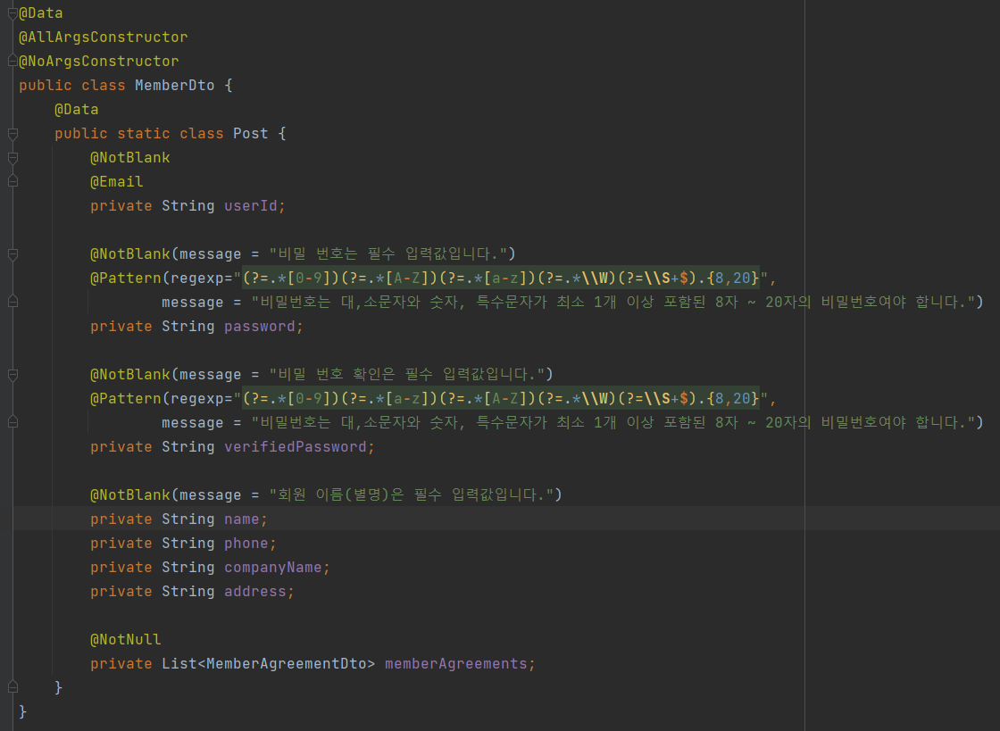 @Data
@AllArgsConstructor
@NoArgsConstructor
public class MemberDto {
    @Data
    public static class Post {
        @NotBlank
        @Email
        private String userId;

        @NotBlank(message = "비밀 번호는 필수 입력값입니다.")
        @Pattern(regexp="(?=.*[0-9])(?=.*[A-Z])(?=.*[a-z])(?=.*\\W)(?=\\S+$).{8,20}",
                message = "비밀번호는 대,소문자와 숫자, 특수문자가 최소 1개 이상 포함된 8자 ~ 20자의 비밀번호여야 합니다.")
        private String password;

        @NotBlank(message = "비밀 번호 확인은 필수 입력값입니다.")
        @Pattern(regexp="(?=.*[0-9])(?=.*[a-z])(?=.*[A-Z])(?=.*\\W)(?=\\S+$).{8,20}",
                message = "비밀번호는 대,소문자와 숫자, 특수문자가 최소 1개 이상 포함된 8자 ~ 20자의 비밀번호여야 합니다.")
        private String verifiedPassword;

        @NotBlank(message = "회원 이름(별명)은 필수 입력값입니다.")
        private String name;
        private String phone;
        private String companyName;
        private String address;

        @NotNull
        private List<MemberAgreementDto> memberAgreements;
    }
}